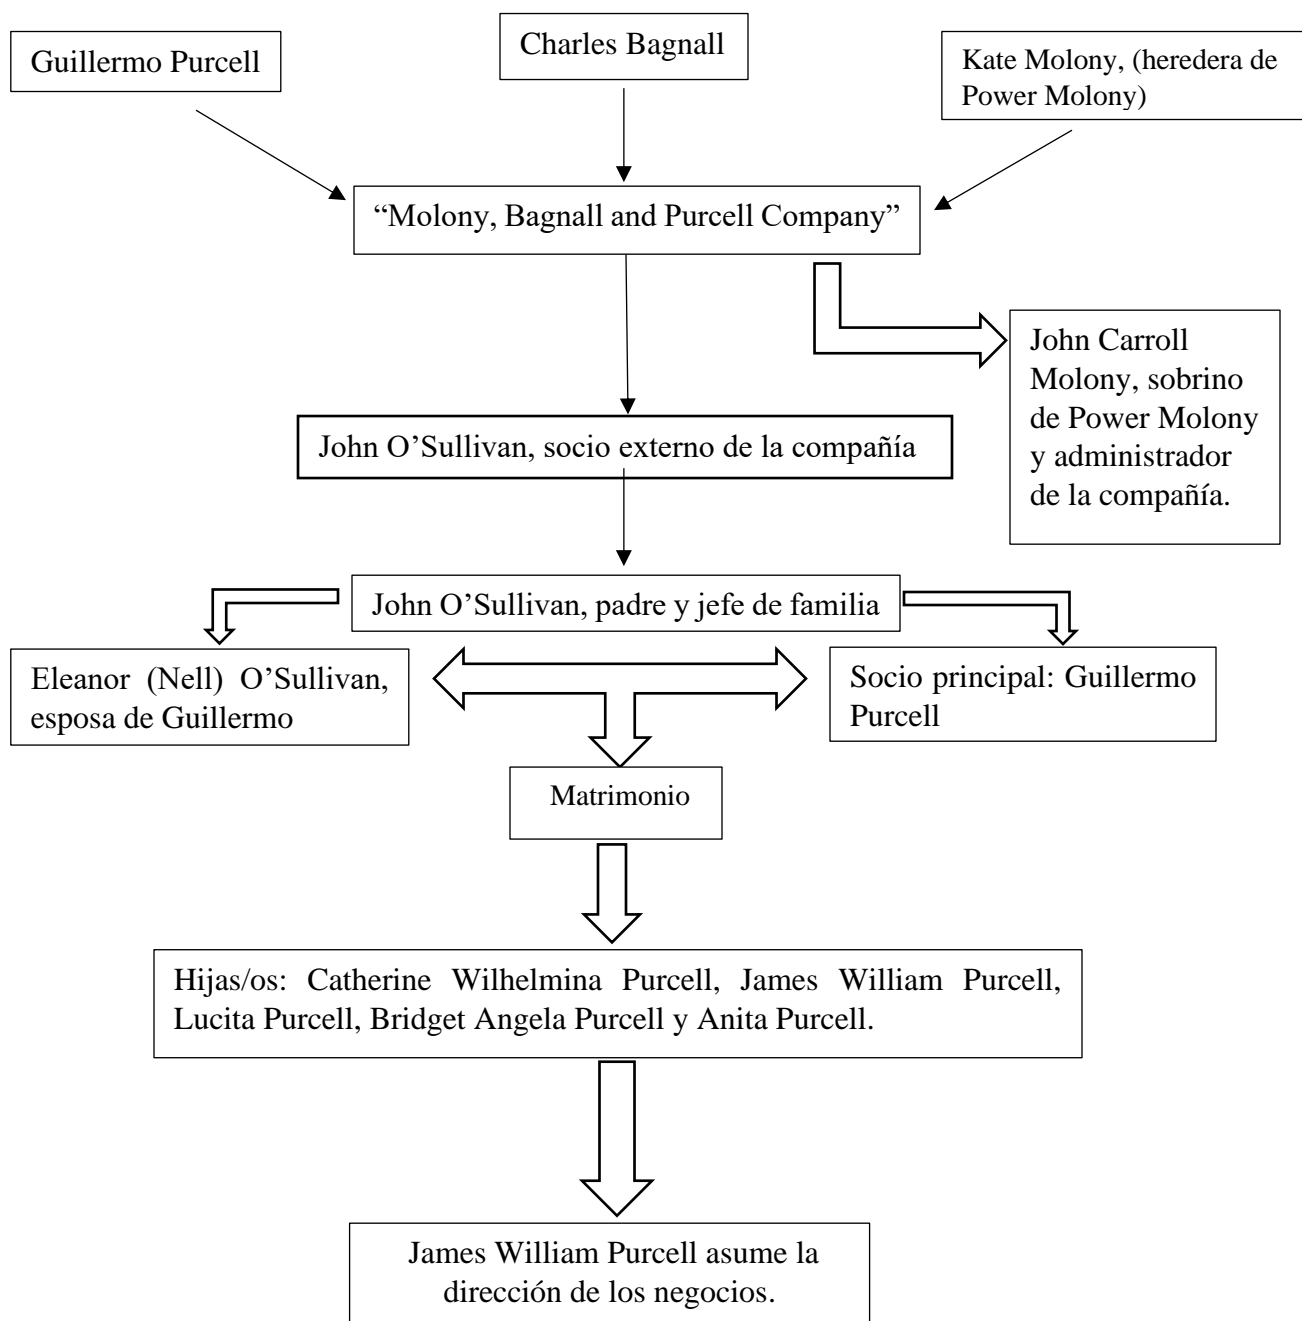 Guillermo Purcell
Charles Bagnall
Kate Molony, (heredera de
Power Molony)
“Molony, Bagnall and Purcell Company”
John Carroll
Molony, sobrino
de Power Molony
y administrador
de la compañía.
John O’Sullivan, socio externo de la compañía
John O’Sullivan, padre y jefe de familia
Eleanor (Nell) O’Sullivan,
esposa de Guillermo
Socio principal: Guillermo
Purcell
Matrimonio
Hijas/os: Catherine Wilhelmina Purcell, James William Purcell,
Lucita Purcell, Bridget Angela Purcell y Anita Purcell.
James William Purcell asume la
dirección de los negocios.